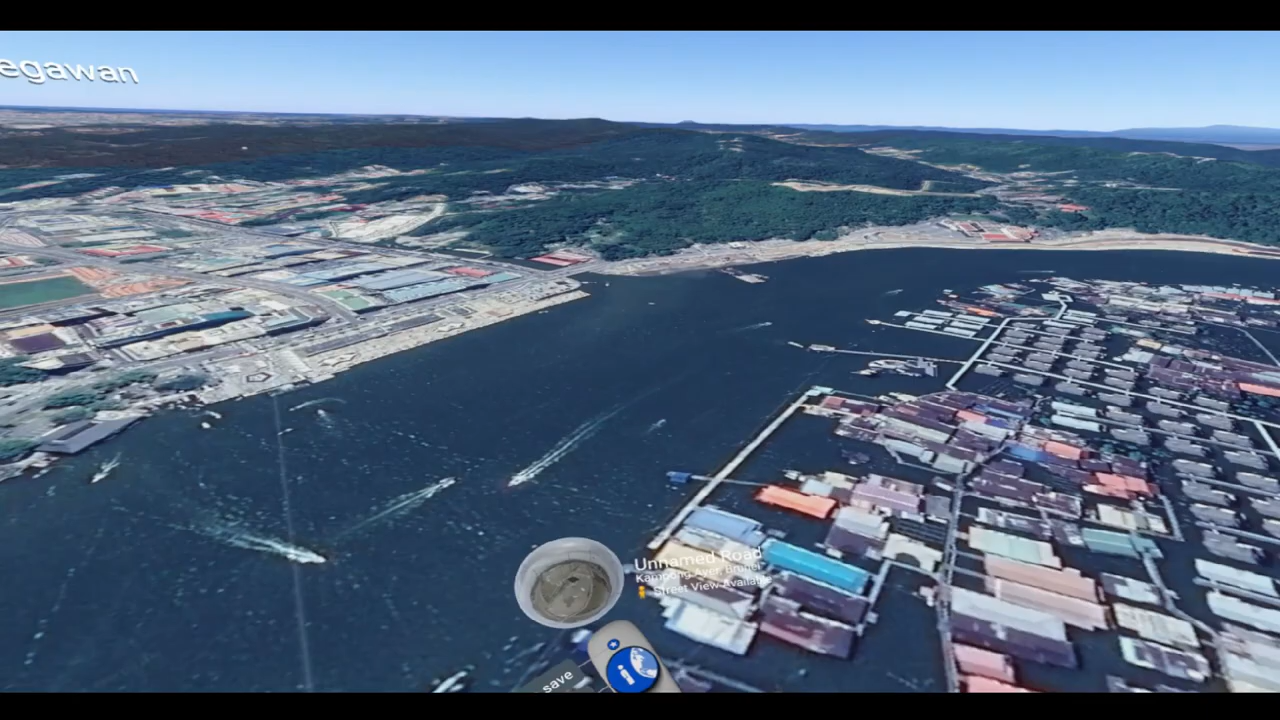 egawan
Unnamed Road
Kampong Ayer, Brunei
Street View Available
save